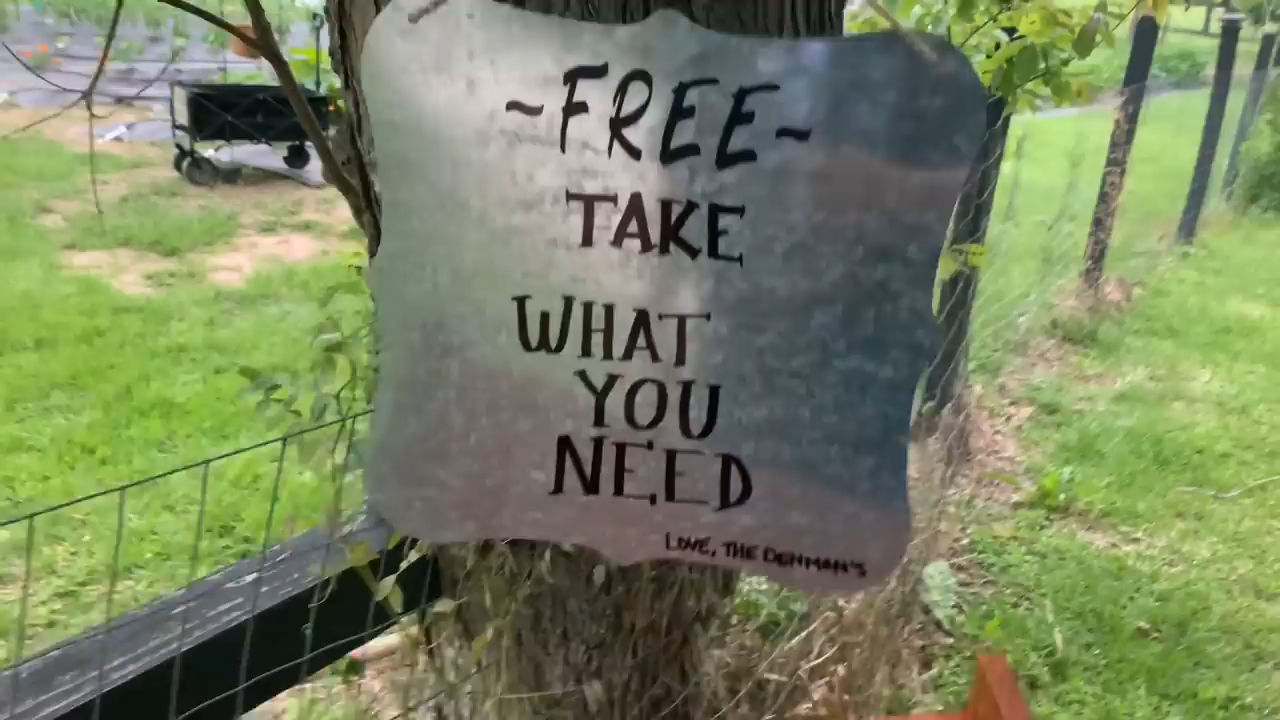 ~FREE~
TAKE
WHAT
YOU
NEED
LOVE, THE DENMAN'S